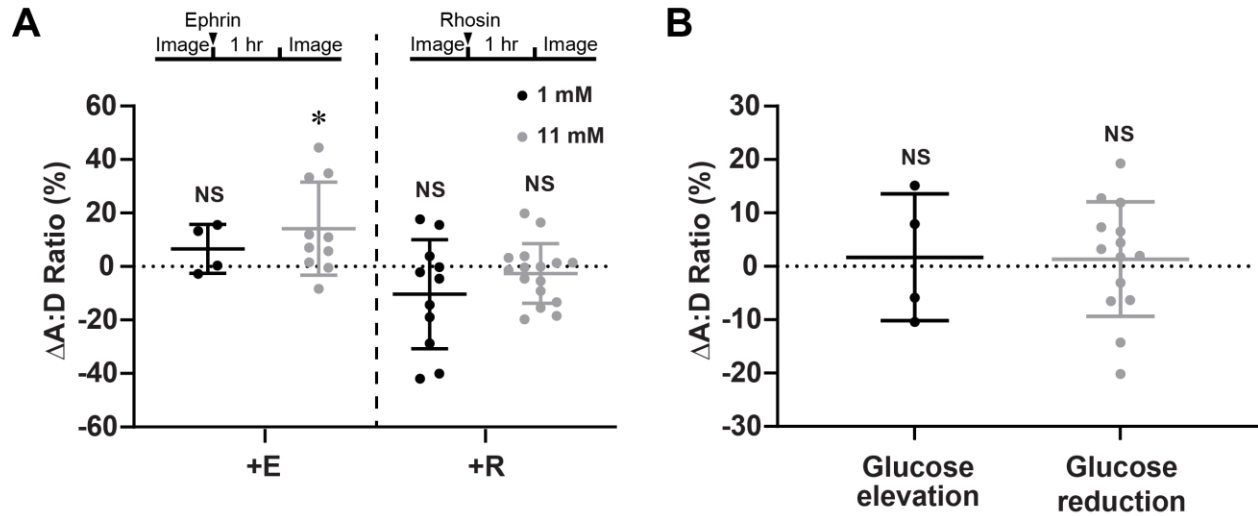 A
Ephrin
Image 1 hr Image
Rhosin
Image 1 hr Image
1 mM
11 mM
ΔA:D Ratio (%)
60
40
20
0
-20
-40
-60
NS
*
NS
NS
+E
+R
B
ΔA:D Ratio (%)
30
20
10
0
-10
-20
-30
NS
NS
Glucose
elevation
Glucose
reduction